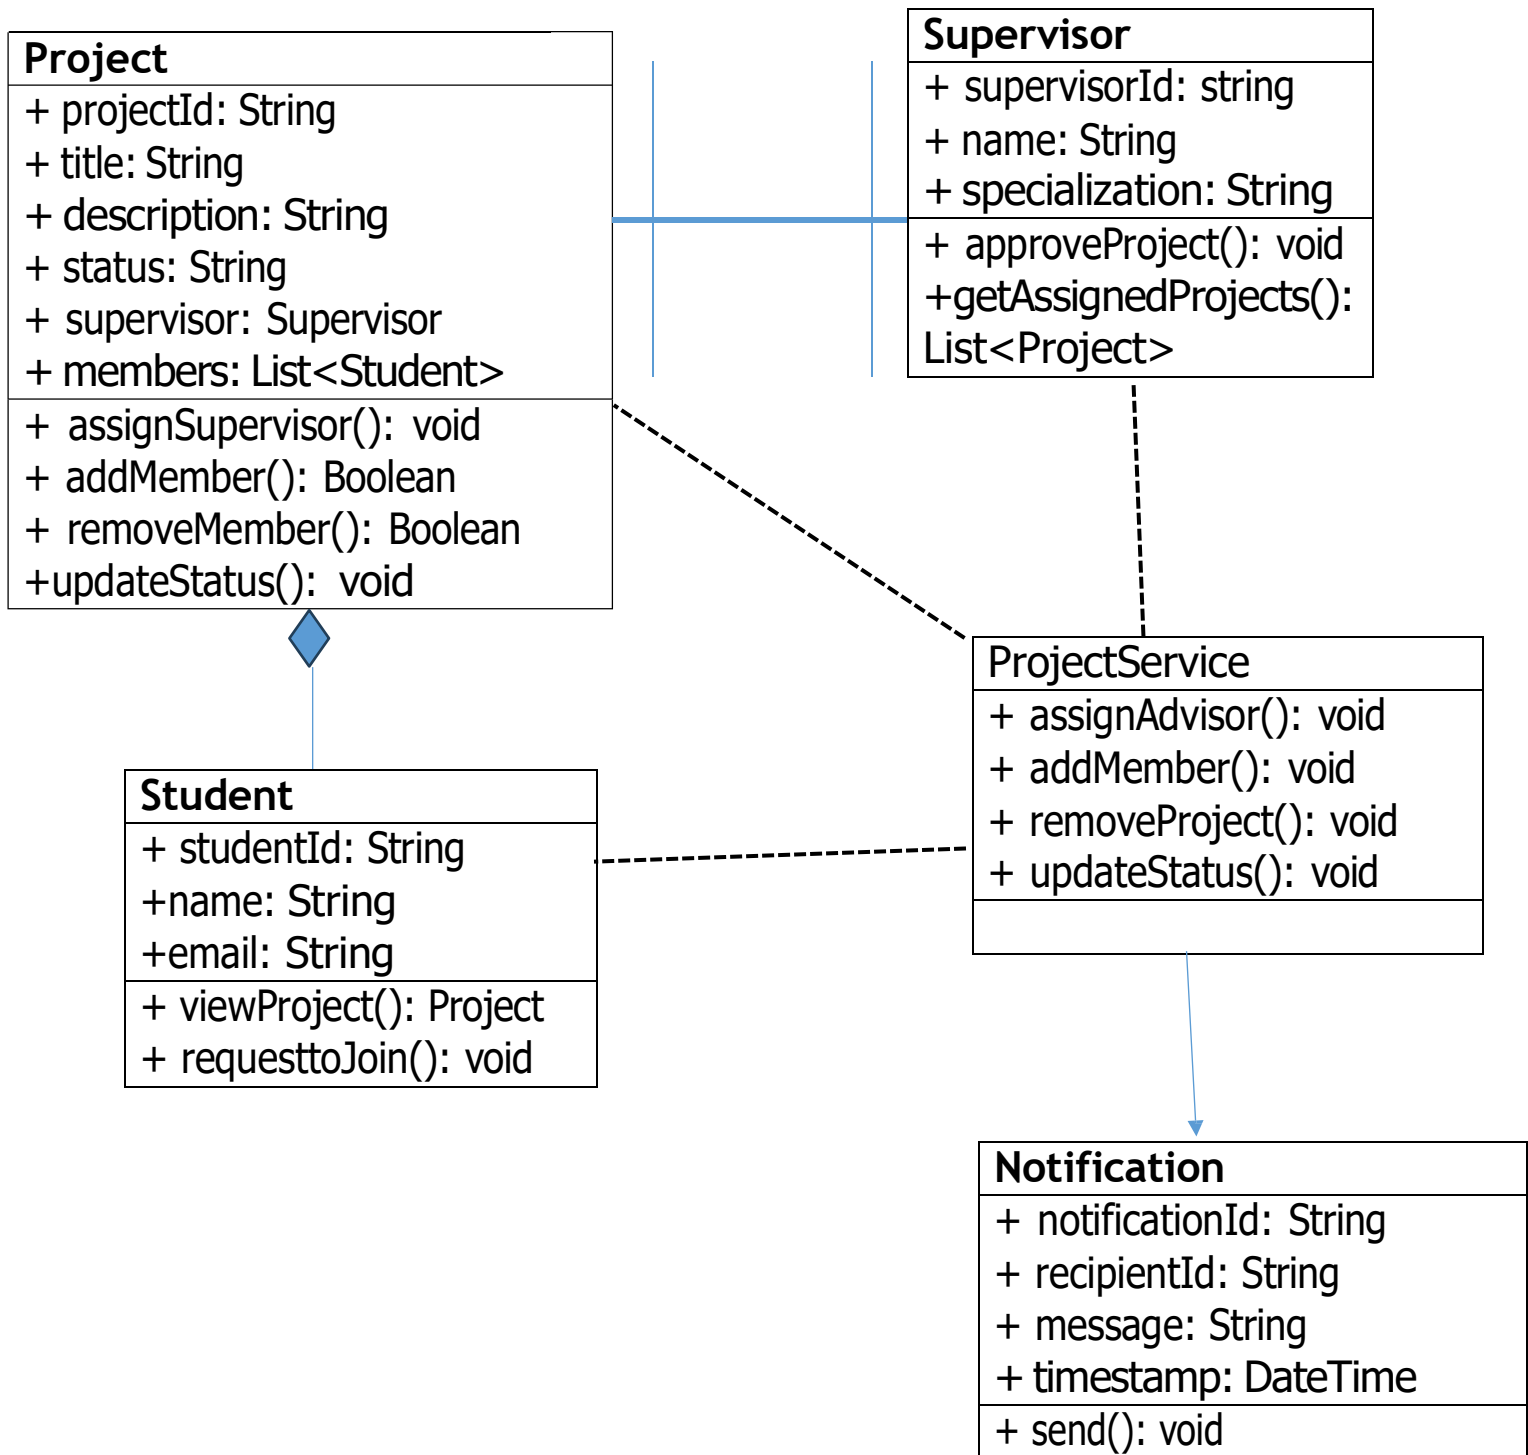 Project
+ projectId: String
+ title: String
+ description: String
+ status: String
+ supervisor: Supervisor
+ members: List<Student>
+ assignSupervisor(): void
+ addMember(): Boolean
+ removeMember(): Boolean
+updateStatus(): void
Supervisor
+ supervisorId: string
+ name: String
+ specialization: String
+ approveProject(): void
+getAssignedProjects():
List<Project>
ProjectService
+ assignAdvisor(): void
+ addMember(): void
+ removeProject(): void
+ updateStatus(): void
Student
+ studentId: String
+name: String
+email: String
+ viewProject(): Project
+ requesttoJoin(): void
Notification
+ notificationId: String
+ recipientId: String
+ message: String
+ timestamp: DateTime
+ send(): void